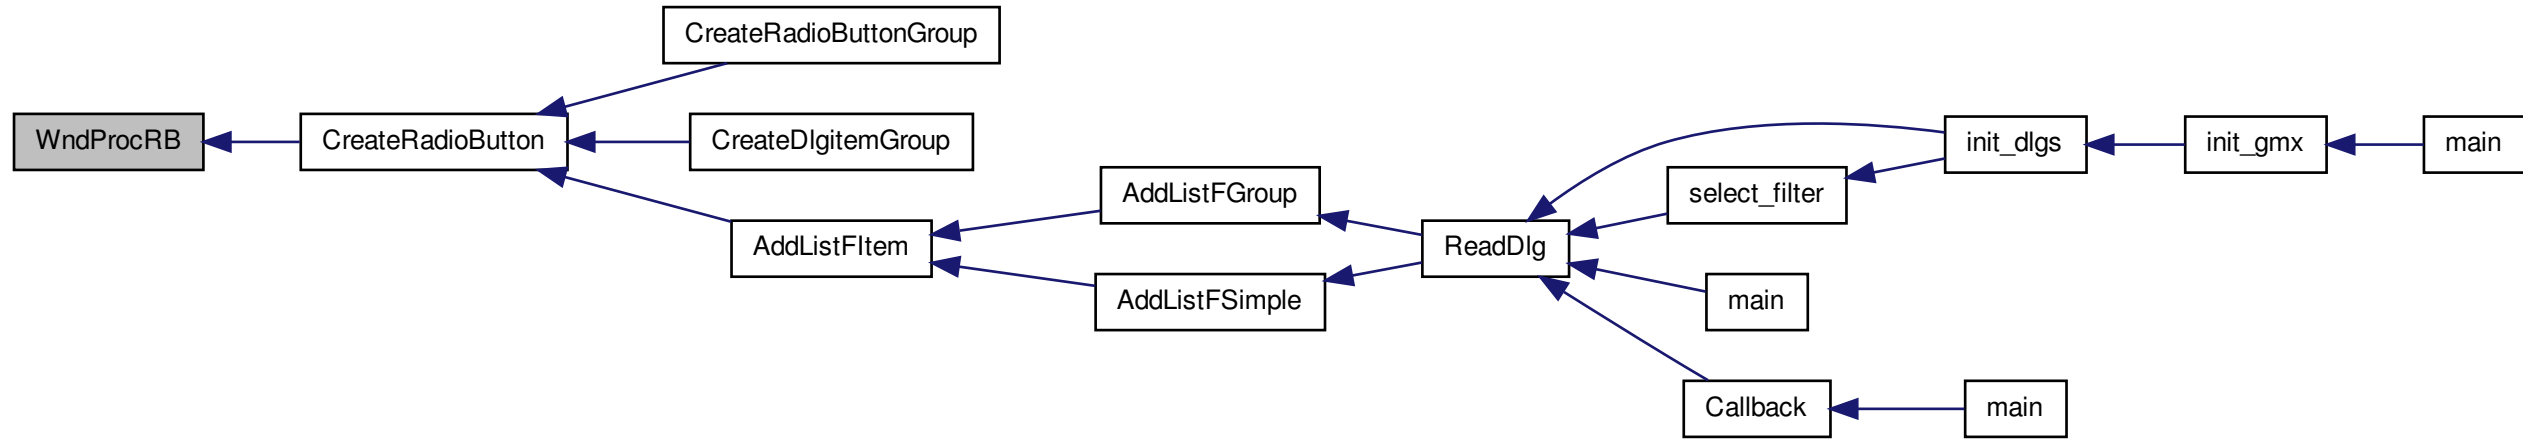 CreateRadioButtonGroup
WndProcRB
CreateRadioButton
CreateDlgitemGroup
init_dlgs
init_gmx
main
AddListFGroup
select_filter
AddListFItem
ReadDlg
AddListFSimple
main
Callback
main